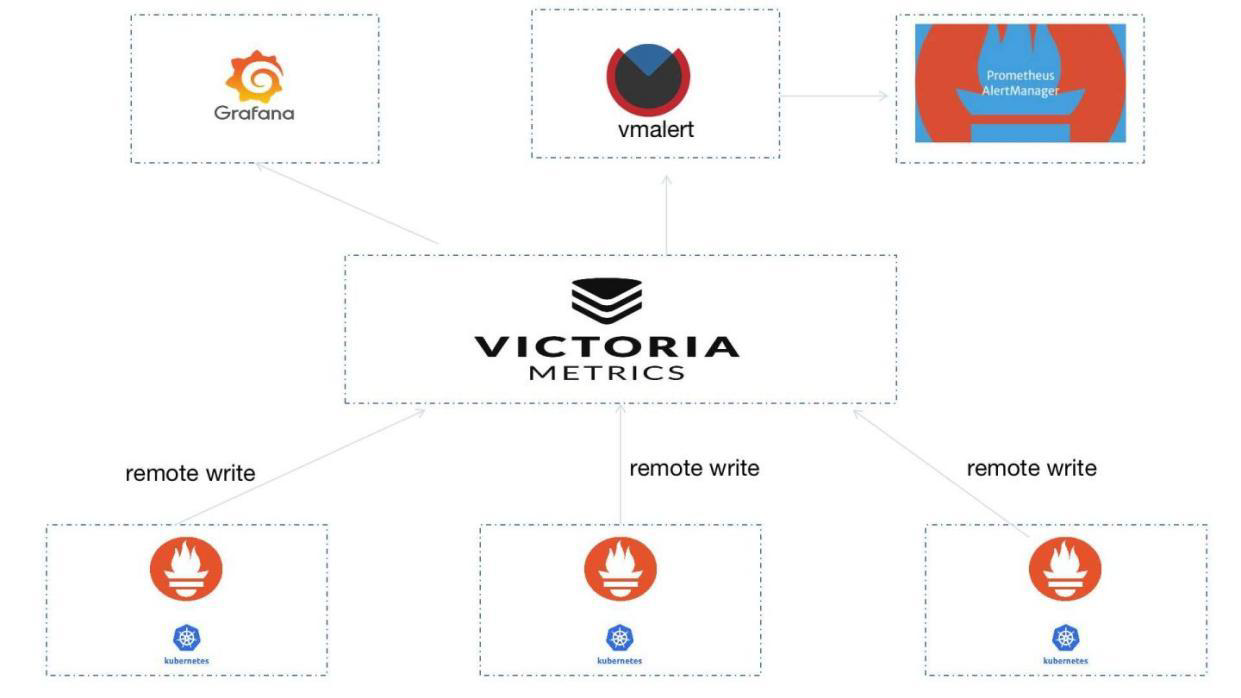 Grafana
vmalert
Prometheus
AlertManager
VICTORIA
METRICS
remote write
remote write
remote write
kubernetes
kubernetes
kubernetes